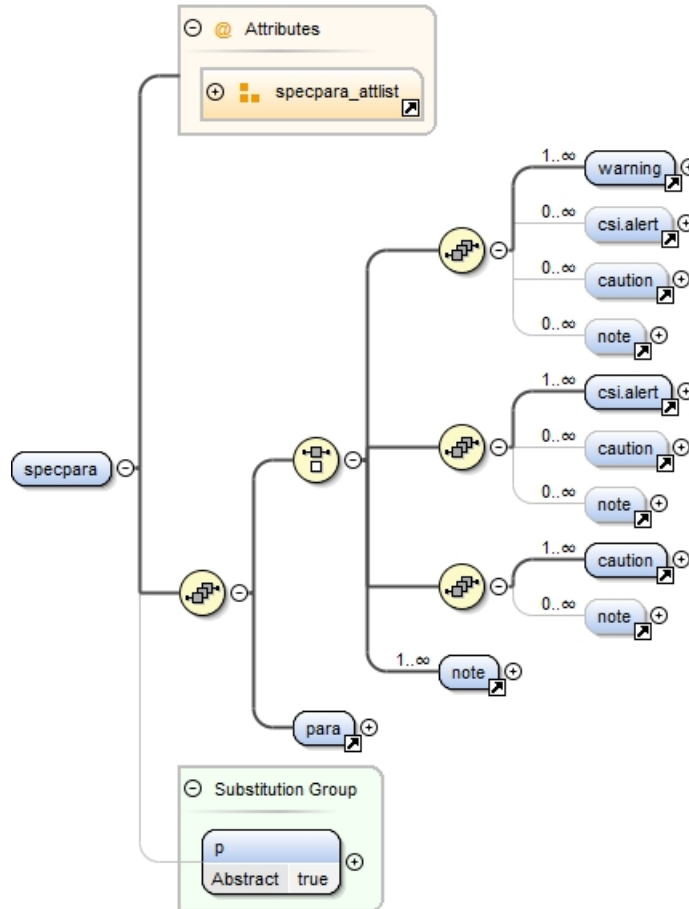 @ Attributes
specpara_attlist
1..∞
warning
0..∞
csi.alert
0..∞
caution
0..∞
note
1..∞
csi.alert
0..∞
caution
0..∞
note
specpara
1..∞
caution
0..∞
note
1..∞
note
para
Substitution Group
p
Abstract true